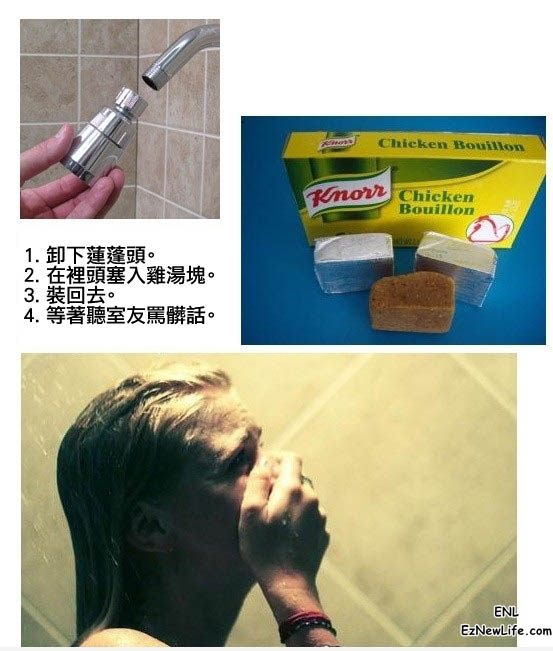 Knorr Chicken Bouillon
Knorr
Chicken
Bouillon
1. 卸下蓮蓬頭。
2. 在裡頭塞入雞湯塊。
3. 裝回去。
4. 等著聽室友罵髒話。
ENL
EzNewLife.com